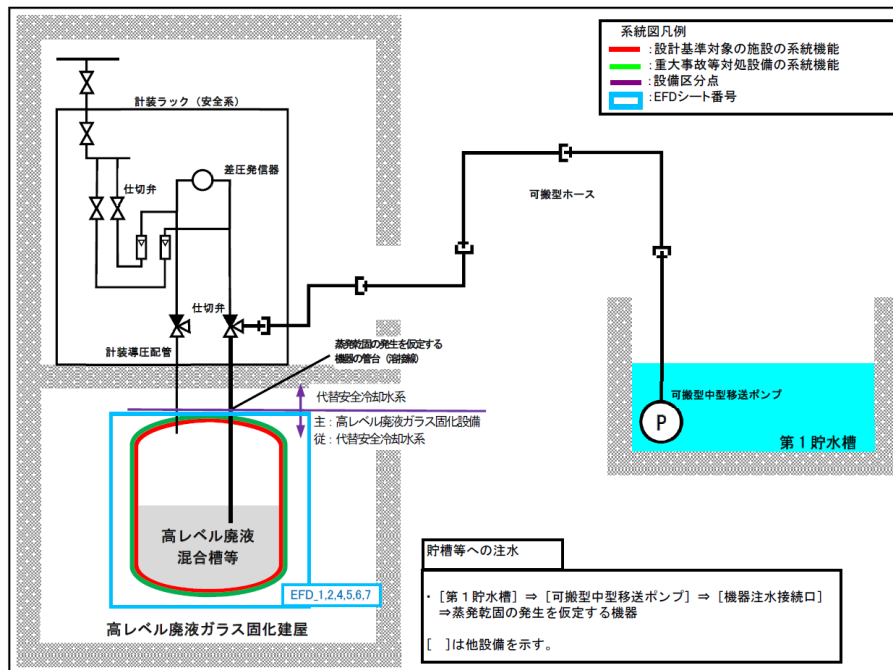 系統図凡例
:設計基準対象の施設の系統機能
:重大事故等対処設備の系統機能
:設備区分点
:EFDシート番号
計装ラック（安全系）
差圧発信器
仕切弁
可搬型ホース
仕切弁
計装導圧配管
蒸発乾固の発生を仮定する
機器の管台（溶接線）
代替安全冷却水系
主：高レベル廃液ガラス固化設備
従：代替安全冷却水系
可搬型中型移送ポンプ
P
第１貯水槽
高レベル廃液
混合槽等
EFD_1,2,4,5,6,7
高レベル廃液ガラス固化建屋
貯槽等への注水
・［第１貯水槽］⇒［可搬型中型移送ポンプ］⇒［機器注水接続口］
⇒蒸発乾固の発生を仮定する機器
［　］は他設備を示す。